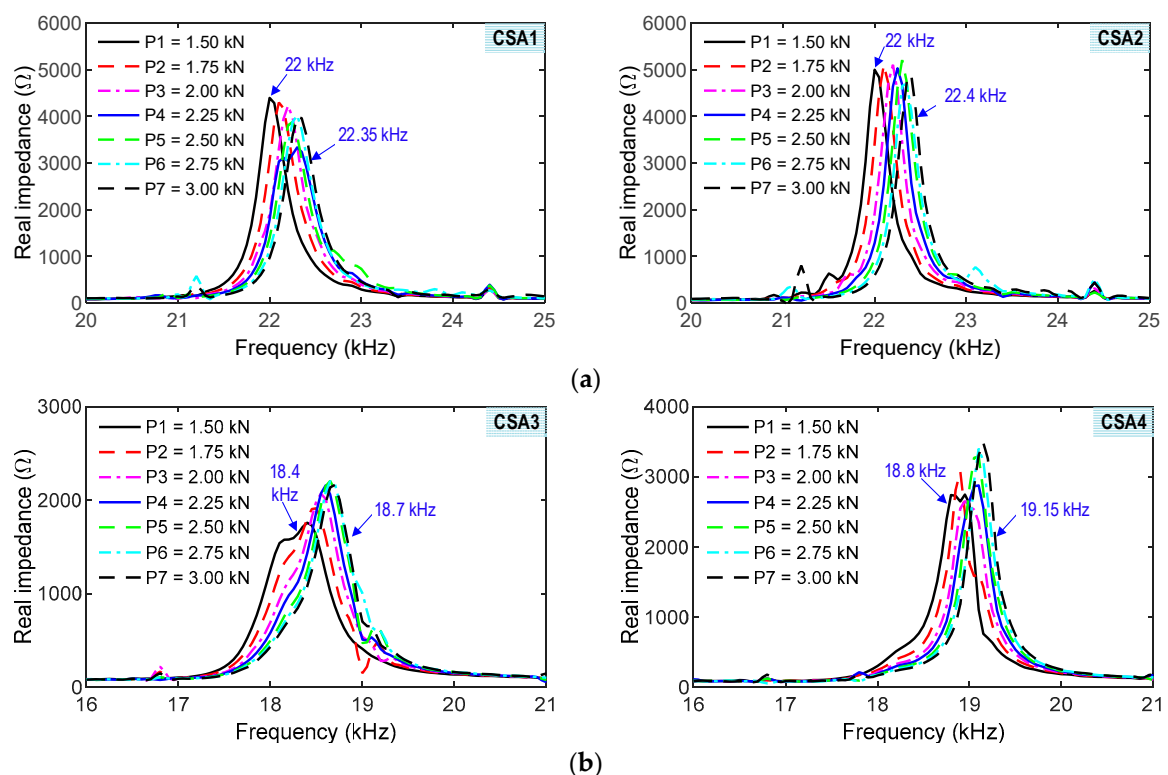 CSA1
6000
5000
4000
3000
2000
1000
0
Real impedance (Ω)
P1 = 1.50 kN
P2 = 1.75 kN
P3 = 2.00 kN
P4 = 2.25 kN
P5 = 2.50 kN
P6 = 2.75 kN
P7 = 3.00 kN
22 kHz
22.35 kHz
20 21 22 23 24 25
Frequency (kHz)
CSA2
6000
5000
4000
3000
2000
1000
0
Real impedance (Ω)
P1 = 1.50 kN
P2 = 1.75 kN
P3 = 2.00 kN
P4 = 2.25 kN
P5 = 2.50 kN
P6 = 2.75 kN
P7 = 3.00 kN
22 kHz
22.4 kHz
20 21 22 23 24 25
Frequency (kHz)
(a)
CSA3
3000
2000
1000
0
Real impedance (Ω)
P1 = 1.50 kN
P2 = 1.75 kN
P3 = 2.00 kN
P4 = 2.25 kN
P5 = 2.50 kN
P6 = 2.75 kN
P7 = 3.00 kN
18.4
kHz
18.7 kHz
16 17 18 19 20 21
Frequency (kHz)
CSA4
4000
3000
2000
1000
0
Real impedance (Ω)
P1 = 1.50 kN
P2 = 1.75 kN
P3 = 2.00 kN
P4 = 2.25 kN
P5 = 2.50 kN
P6 = 2.75 kN
P7 = 3.00 kN
18.8 kHz
19.15 kHz
16 17 18 19 20 21
Frequency (kHz)
(b)